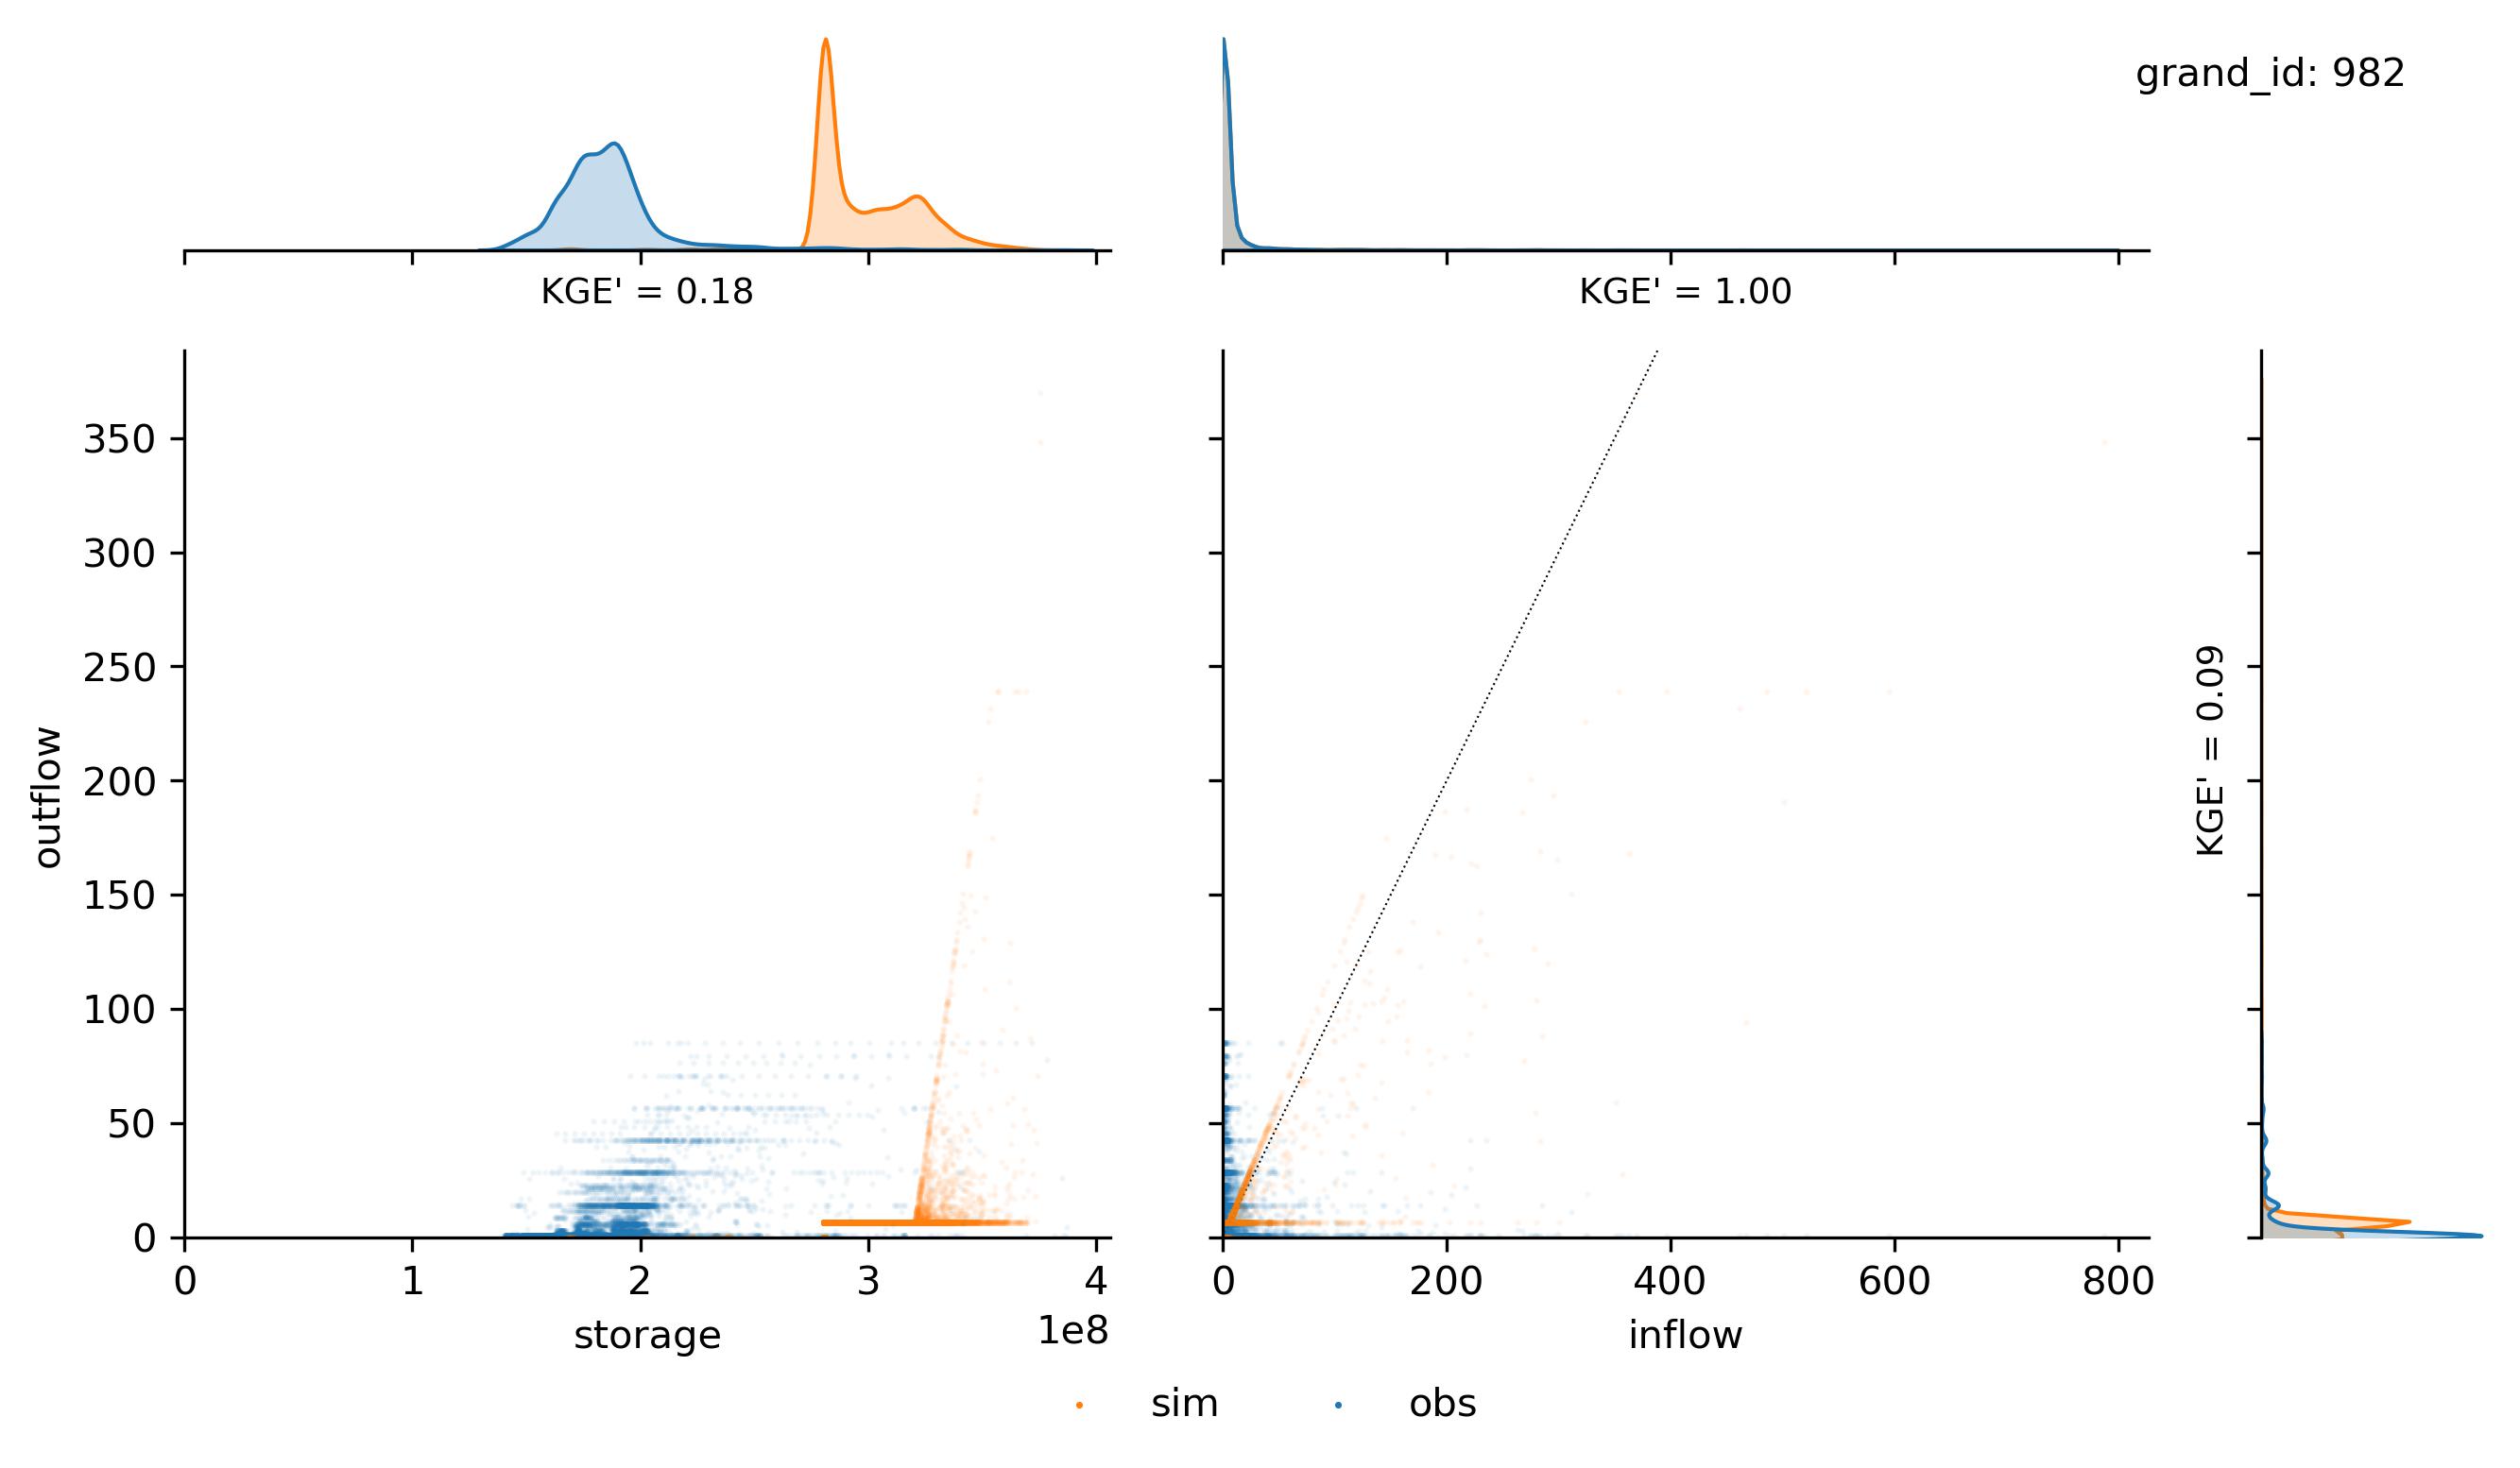 grand_id: 982
KGE' = 0.18
KGE' = 1.00
outflow
350
300
250
200
150
100
50
0
KGE' = 0.09
0 1 2 3 4
1e8
storage
0 200 400 600 800
inflow
sim obs